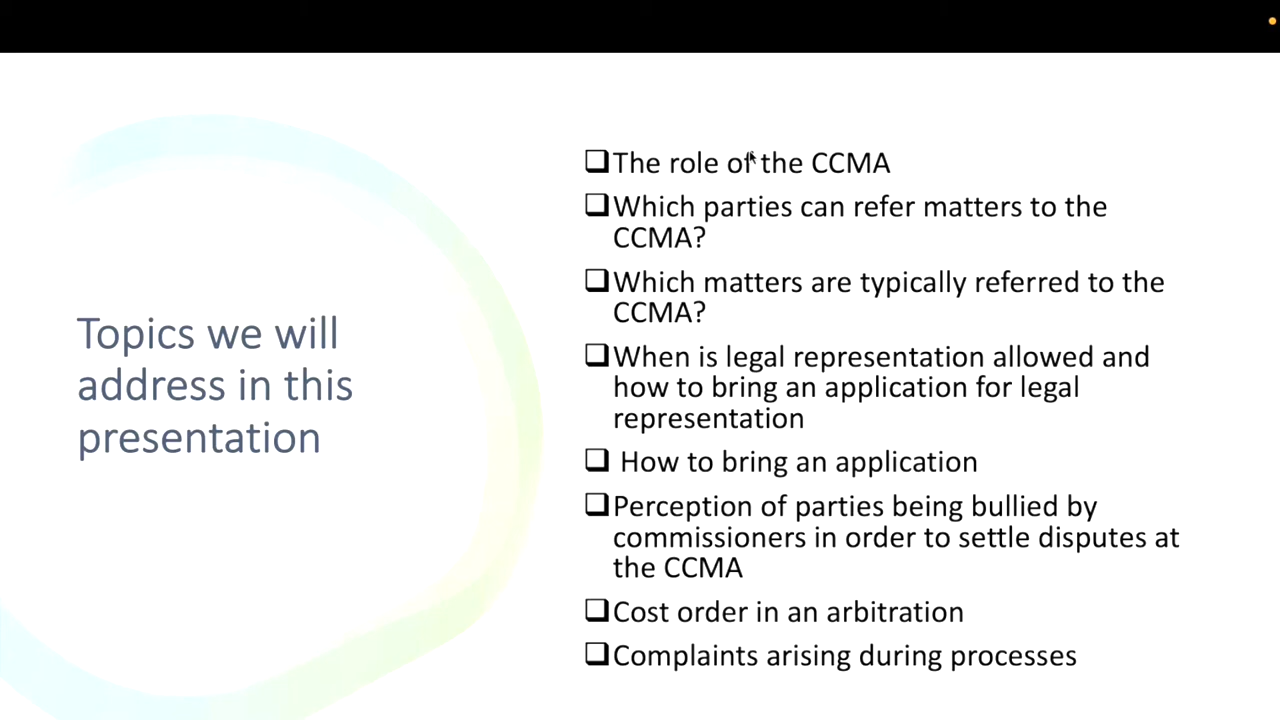 Topics we will
address in this
presentation
The role of the CCMA
Which parties can refer matters to the
CCMA?
Which matters are typically referred to the
CCMA?
When is legal representation allowed and
how to bring an application for legal
representation
How to bring an application
Perception of parties being bullied by
commissioners in order to settle disputes at
the CCMA
Cost order in an arbitration
Complaints arising during processes